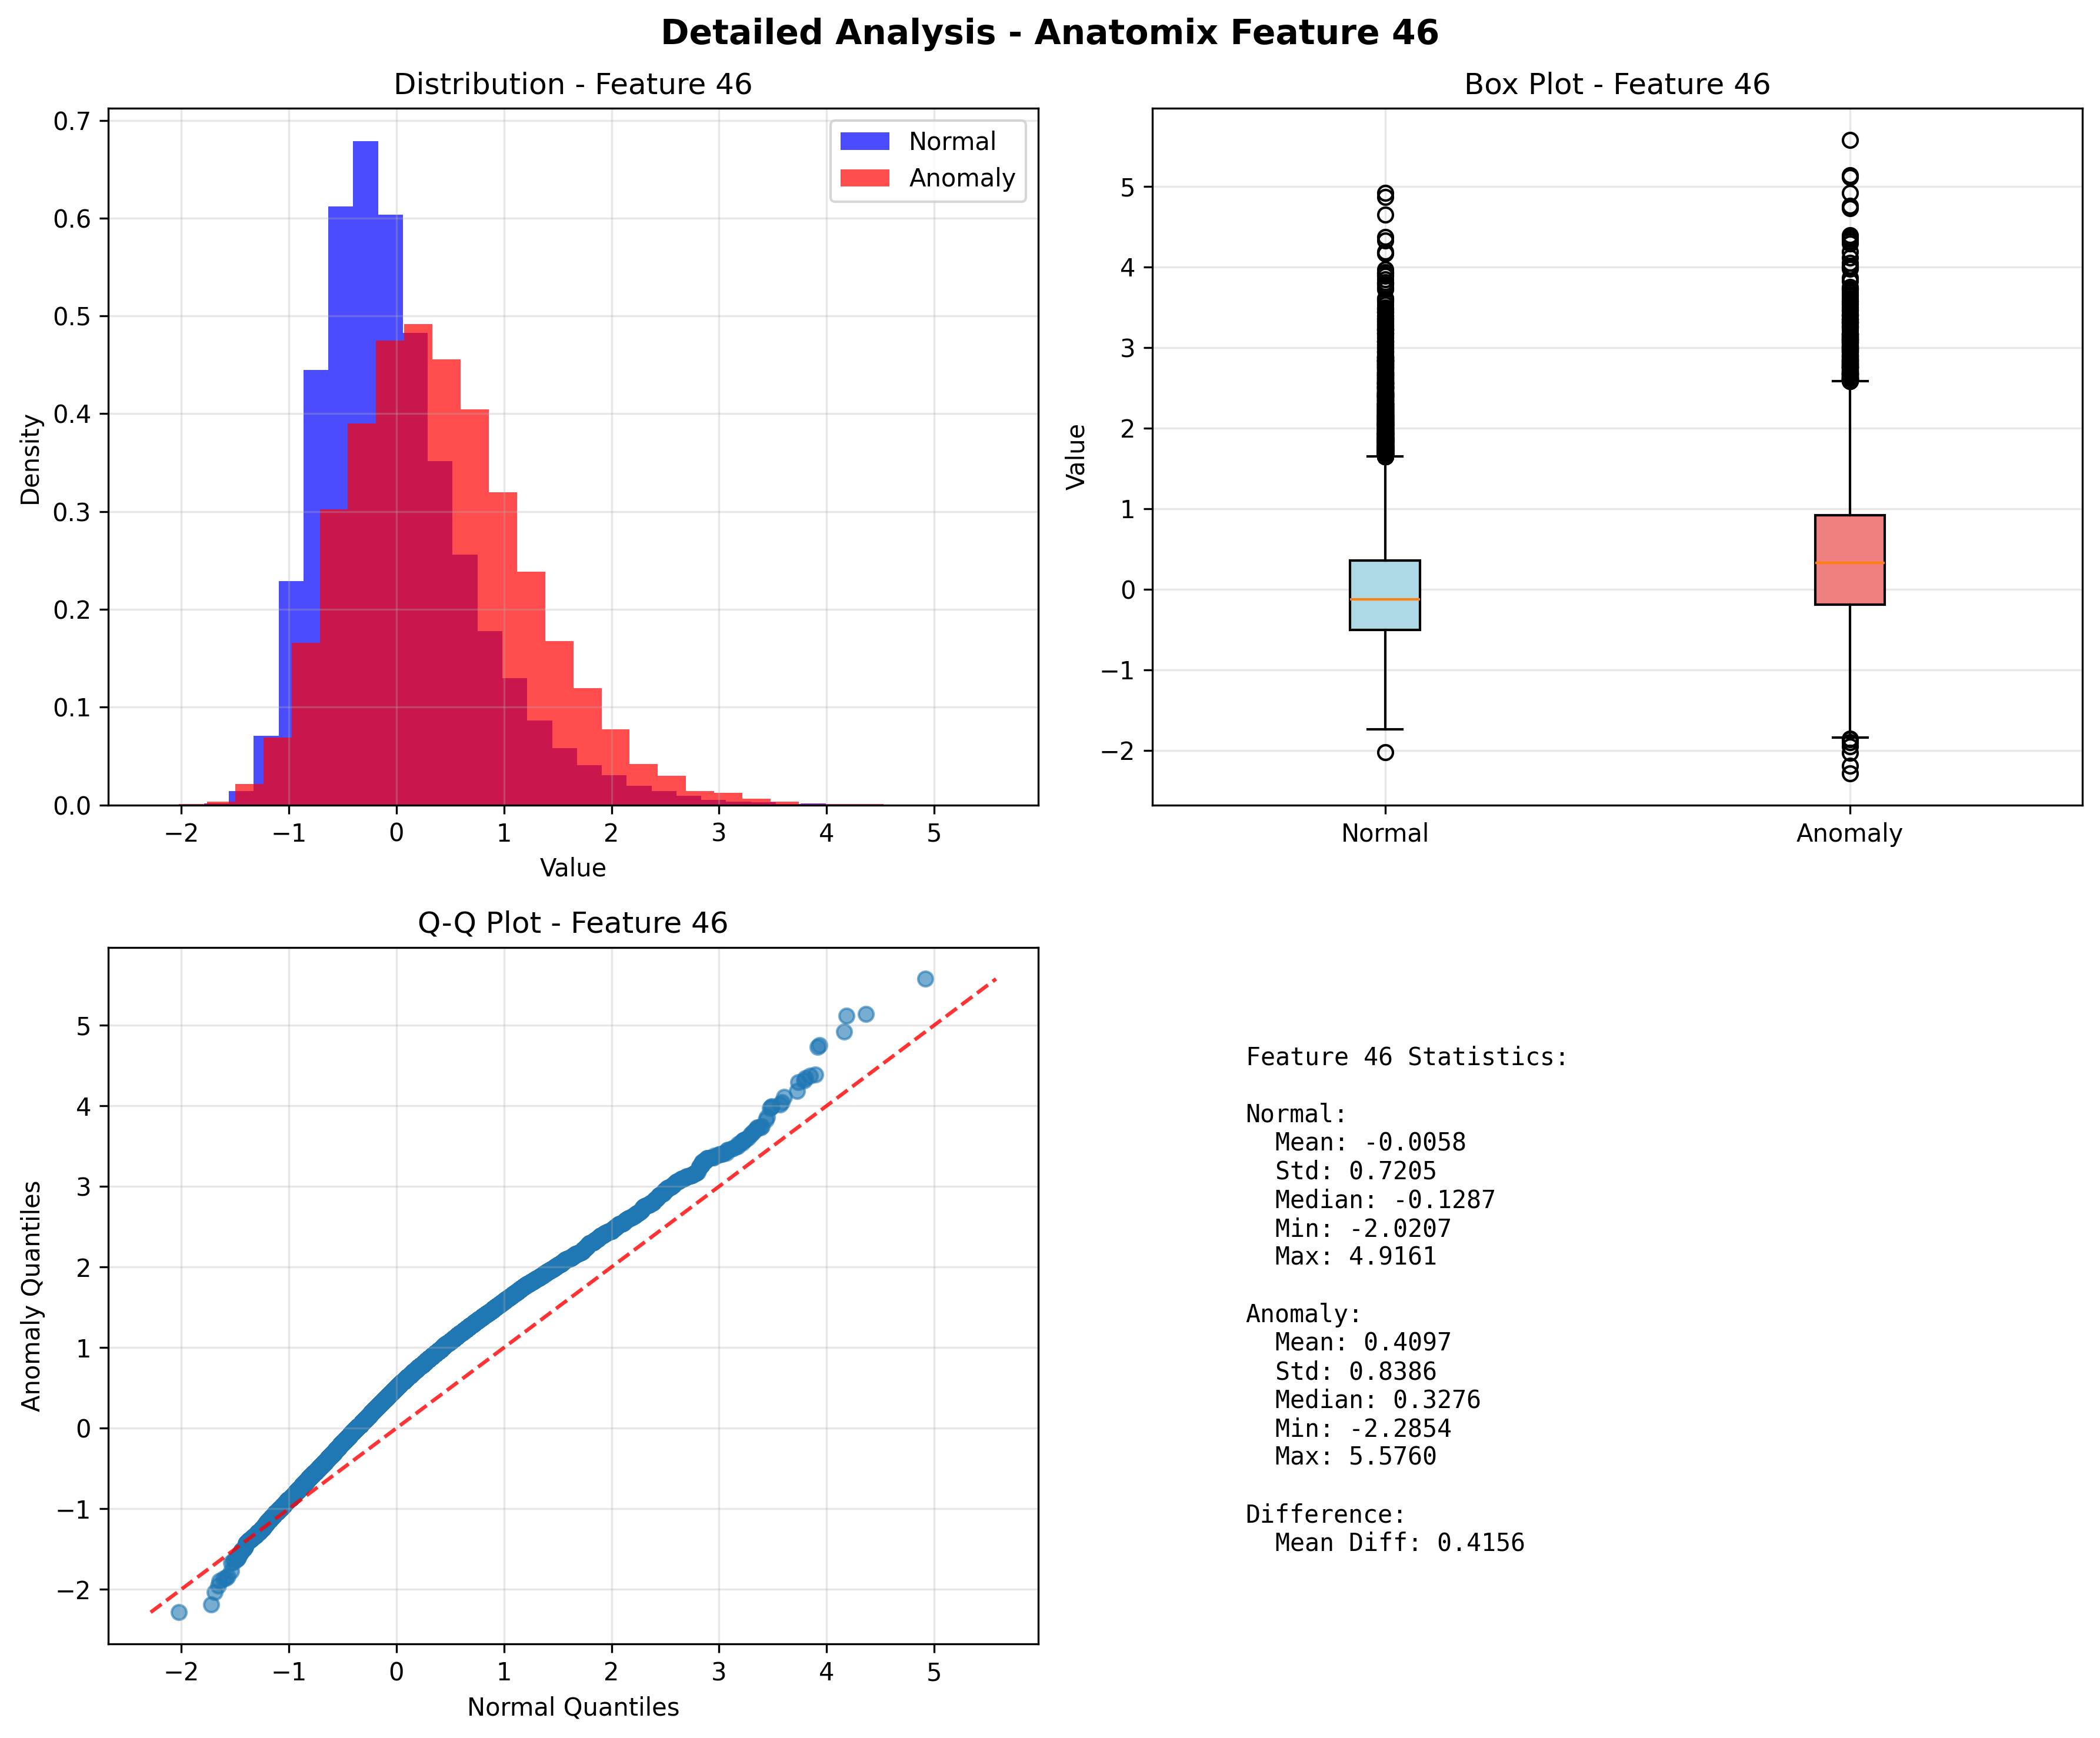 Detailed Analysis - Anatomix Feature 46
Distribution - Feature 46
0.7
0.6
0.5
0.4
0.3
0.2
0.1
0.0
Density
−2
−1
0
1
2
3
4
5
Value
Normal
Anomaly
Box Plot - Feature 46
5
4
3
2
1
0
−1
−2
Value
Normal
Anomaly
Q-Q Plot - Feature 46
5
4
3
2
1
0
−1
−2
Anomaly Quantiles
−2
−1
0
1
2
3
4
5
Normal Quantiles
Feature 46 Statistics:
Normal:
Mean: -0.0058
Std: 0.7205
Median: -0.1287
Min: -2.0207
Max: 4.9161
Anomaly:
Mean: 0.4097
Std: 0.8386
Median: 0.3276
Min: -2.2854
Max: 5.5760
Difference:
Mean Diff: 0.4156